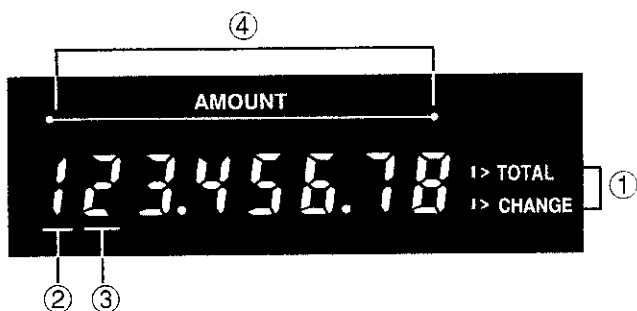 ④
AMOUNT
123.456.78 I> TOTAL
I> CHANGE ①
② ③